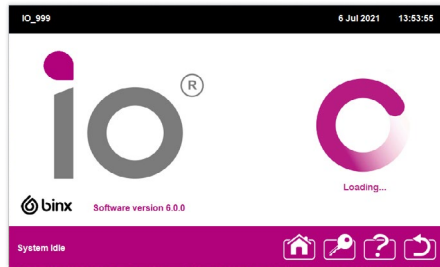 IO_999 6 Jul 2021 13:53:55
io®
Loading...
binx Software version 6.0.0
System Idle
?